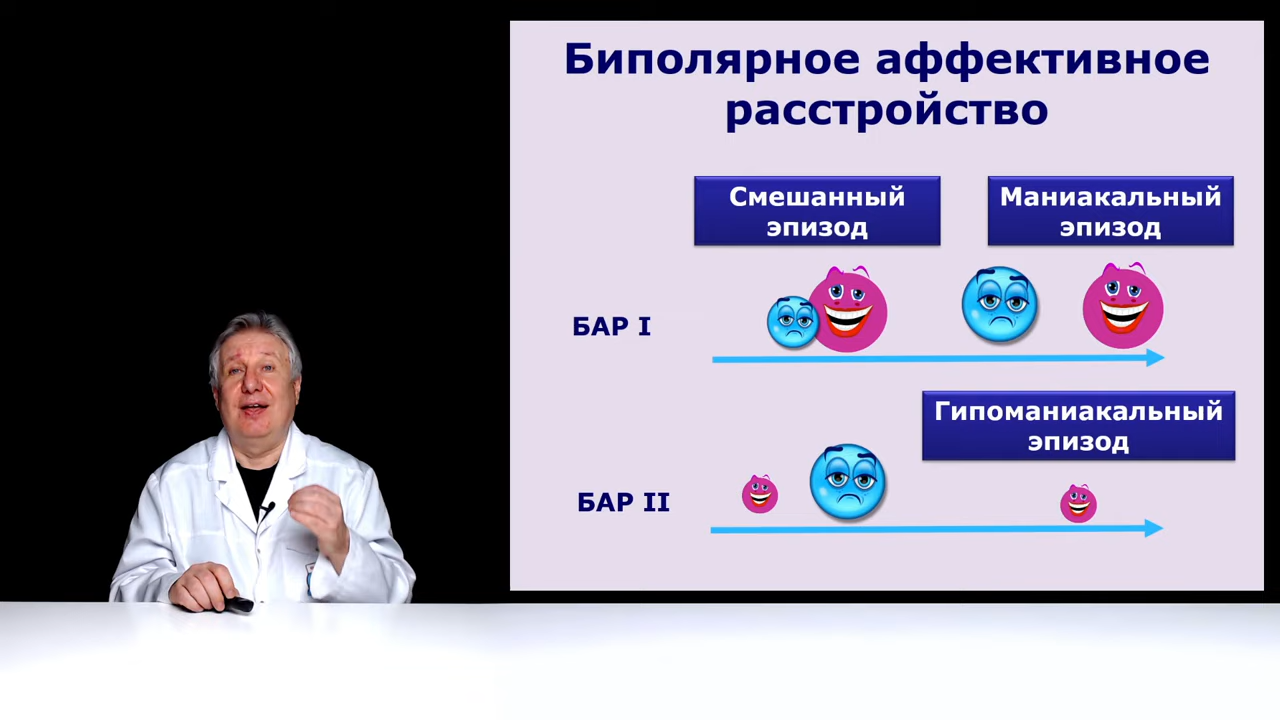 Биполярное аффективное
расстройство
Смешанный
эпизод
Маниакальный
эпизод
БАР I
Гипоманиакальный
эпизод
БАР II